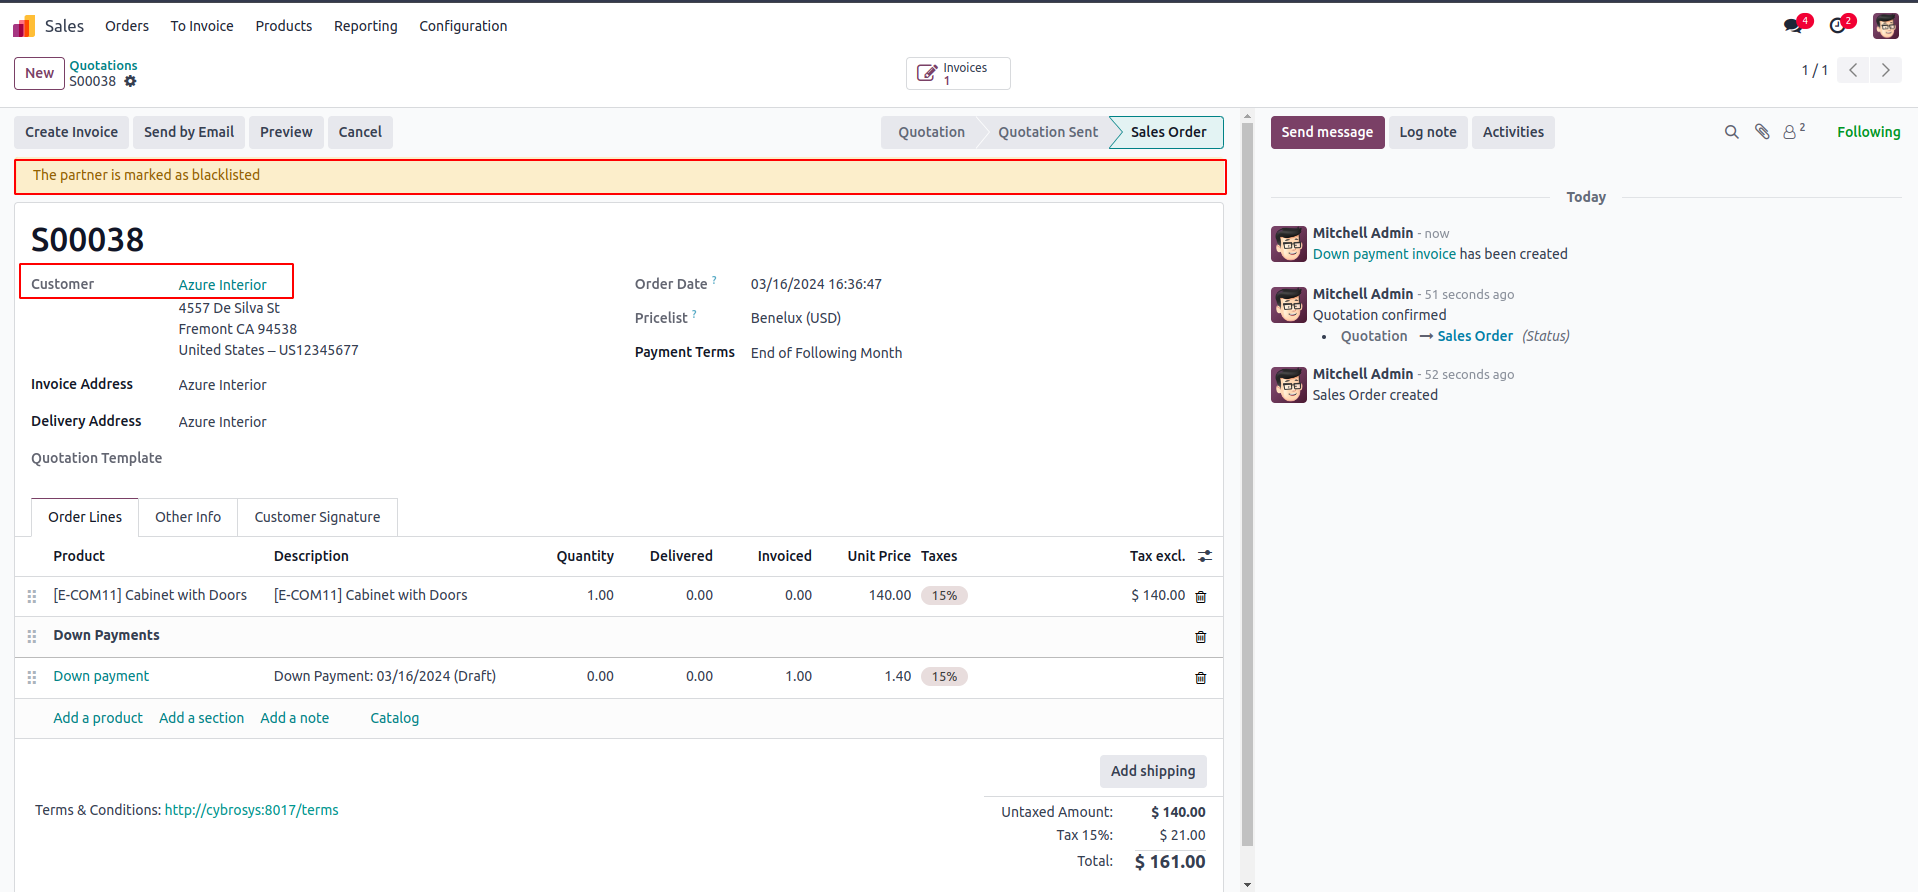 Sales Orders To Invoice Products Reporting Configuration 4 2
New Quotations
S00038
Invoices
1
1 / 1
Create Invoice Send by Email Preview Cancel Quotation Quotation Sent Sales Order
The partner is marked as blacklisted
S00038
Customer Azure Interior
4557 De Silva St
Fremont CA 94538
United States – US12345677
Invoice Address Azure Interior
Delivery Address Azure Interior
Quotation Template
Order Date ? 03/16/2024 16:36:47
Pricelist ? Benelux (USD)
Payment Terms End of Following Month
Order Lines Other Info Customer Signature
Product Description Quantity Delivered Invoiced Unit Price Taxes Tax excl.
[E-COM11] Cabinet with Doors [E-COM11] Cabinet with Doors 1.00 0.00 0.00 140.00 15% $ 140.00
Down Payments
Down payment Down Payment: 03/16/2024 (Draft) 0.00 0.00 1.00 1.40 15%
Add a product Add a section Add a note Catalog
Add shipping
Terms & Conditions: http://cybrosys:8017/terms
Untaxed Amount: $ 140.00
Tax 15%: $ 21.00
Total: $ 161.00
Send message Log note Activities 2 Following
Today
Mitchell Admin - now
Down payment invoice has been created
Mitchell Admin - 51 seconds ago
Quotation confirmed
• Quotation → Sales Order (Status)
Mitchell Admin - 52 seconds ago
Sales Order created